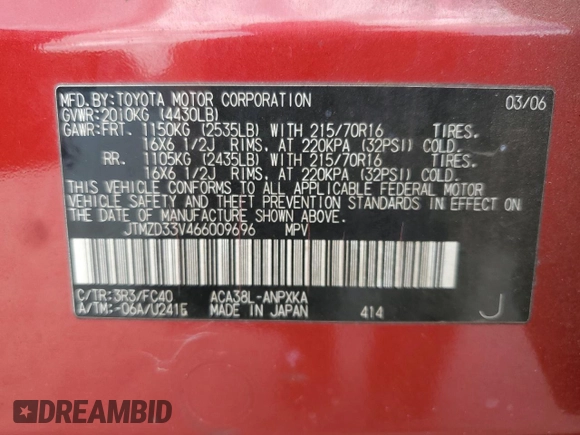 MFD.BY:TOYOTA MOTOR CORPORATION 03/06
GVWR:2010KG (4430LB)
GAWR:FRT. 1150KG (2535LB) WITH 215/70R16 TIRES.
16X6 1/2J RIMS. AT 220KPA (32PSI) COLD.
RR. 1105KG (2435LB) WITH 215/70R16 TIRES.
16X6 1/2J RIMS. AT 220KPA (32PSI) COLD.
THIS VEHICLE CONFORMS TO ALL APPLICABLE FEDERAL MOTOR
VEHICLE SAFETY AND THEFT PREVENTION STANDARDS IN EFFECT
ON THE DATE OF MANUFACTURE SHOWN ABOVE.
JTMZD33V466009696 MPV
C/TR:3R3/FC40 ACA38L-ANPXKA
A/TM:-06A/U241E MADE IN JAPAN 414 J
DREAMBID